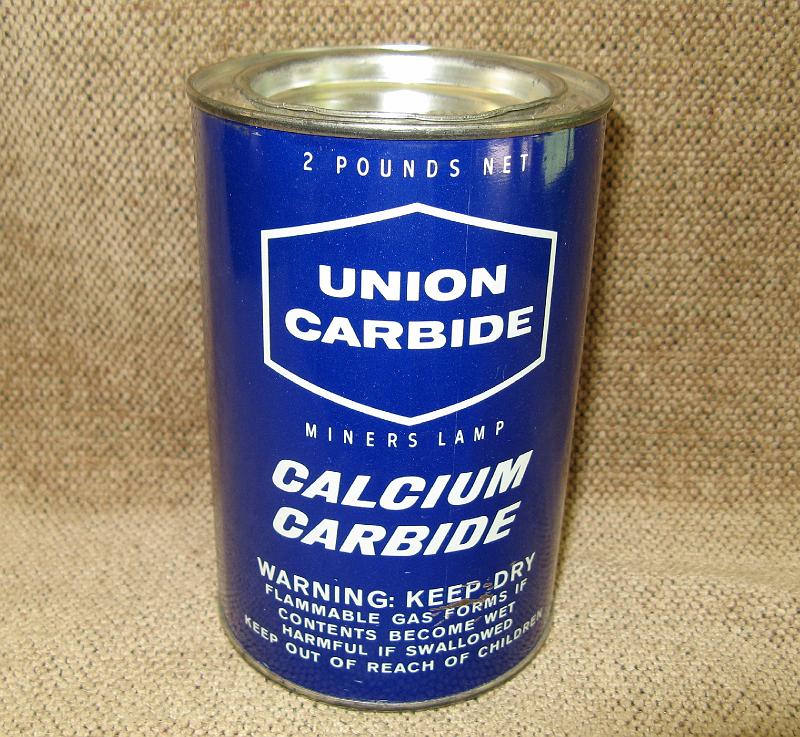 2 POUNDS NET
UNION
CARBIDE
MINERS LAMP
CALCIUM
CARBIDE
WARNING: KEEP DRY
FLAMMABLE GAS FORMS IF
CONTENTS BECOME WET
HARMFUL IF SWALLOWED
KEEP OUT OF REACH OF CHILDREN